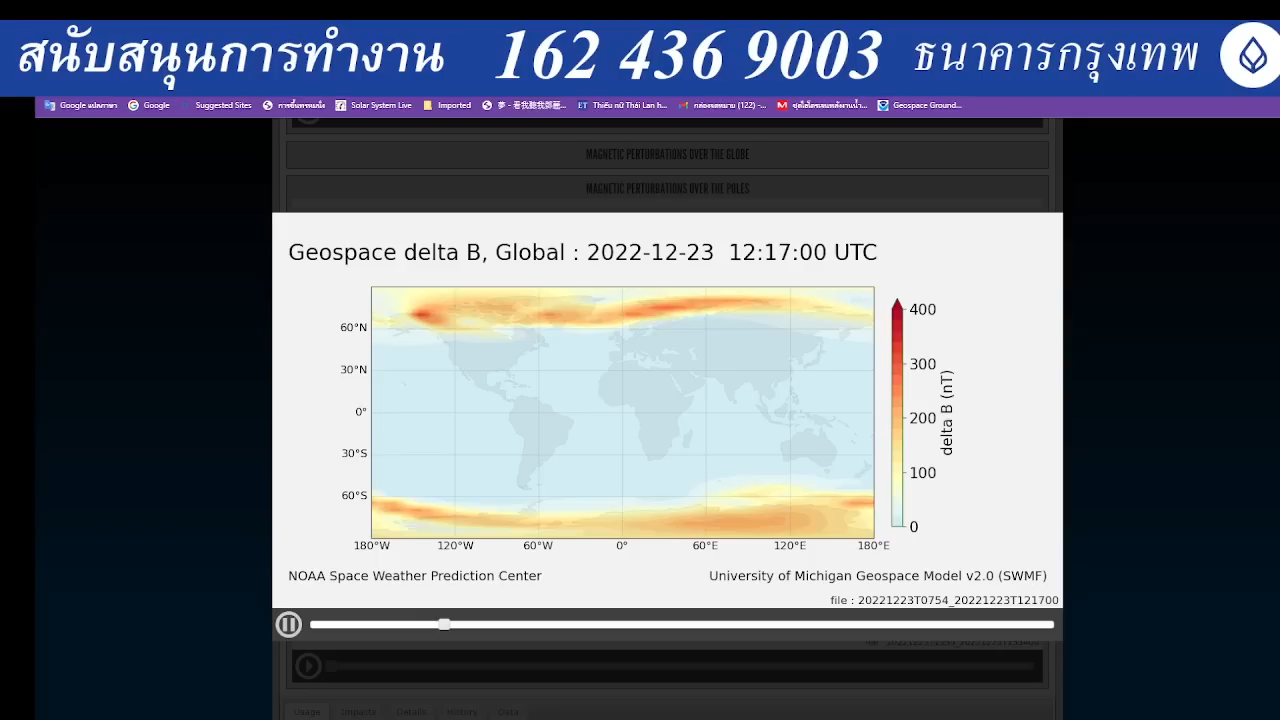 สนับสนุนการทำงาน 162 436 9003 ธนาคารกรุงเทพ
Google Google Suggested Sites Solar System Live Imported Geospace Ground...
MAGNETIC PERTURBATIONS OVER THE GLOBE
MAGNETIC PERTURBATIONS OVER THE POLES
Geospace delta B, Global : 2022-12-23 12:17:00 UTC
400
60°N
300
30°N
0°
200
delta B (nT)
30°S
100
60°S
0
180°W 120°W 60°W 0° 60°E 120°E 180°E
NOAA Space Weather Prediction Center University of Michigan Geospace Model v2.0 (SWMF)
file : 20221223T0754_20221223T121700
Usage Impacts Details History Data